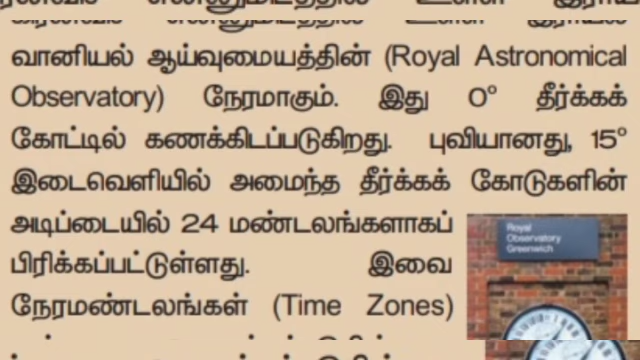 வானியல் ஆய்வுமையத்தின் (Royal Astronomical
Observatory) நேரமாகும். இது 0° தீர்க்கக்
கோட்டில் கணக்கிடப்படுகிறது. புவியானது, 15°
இடைவெளியில் அமைந்த தீர்க்கக் கோடுகளின்
அடிப்டையில் 24 மண்டலங்களாகப்
பிரிக்கப்பட்டுள்ளது. இவை
நேரமண்டலங்கள் (Time Zones)
Royal
Observatory
Greenwich